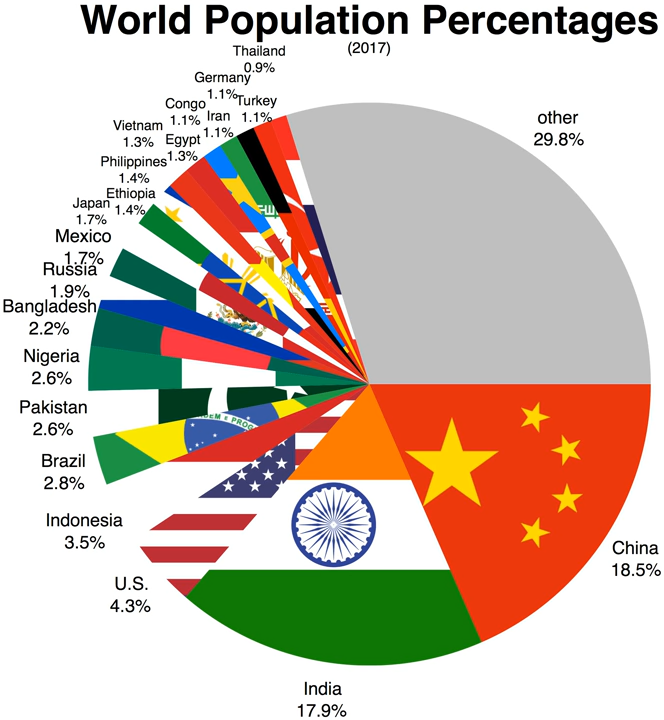 World Population Percentages
(2017)
Thailand
0.9%
Germany
1.1%
Turkey
1.1%
Congo
1.1%
Iran
1.1%
Vietnam
1.3%
Egypt
1.3%
Philippines
1.4%
Ethiopia
1.4%
Japan
1.7%
Mexico
1.7%
Russia
1.9%
Bangladesh
2.2%
Nigeria
2.6%
Pakistan
2.6%
Brazil
2.8%
Indonesia
3.5%
U.S.
4.3%
India
17.9%
China
18.5%
other
29.8%